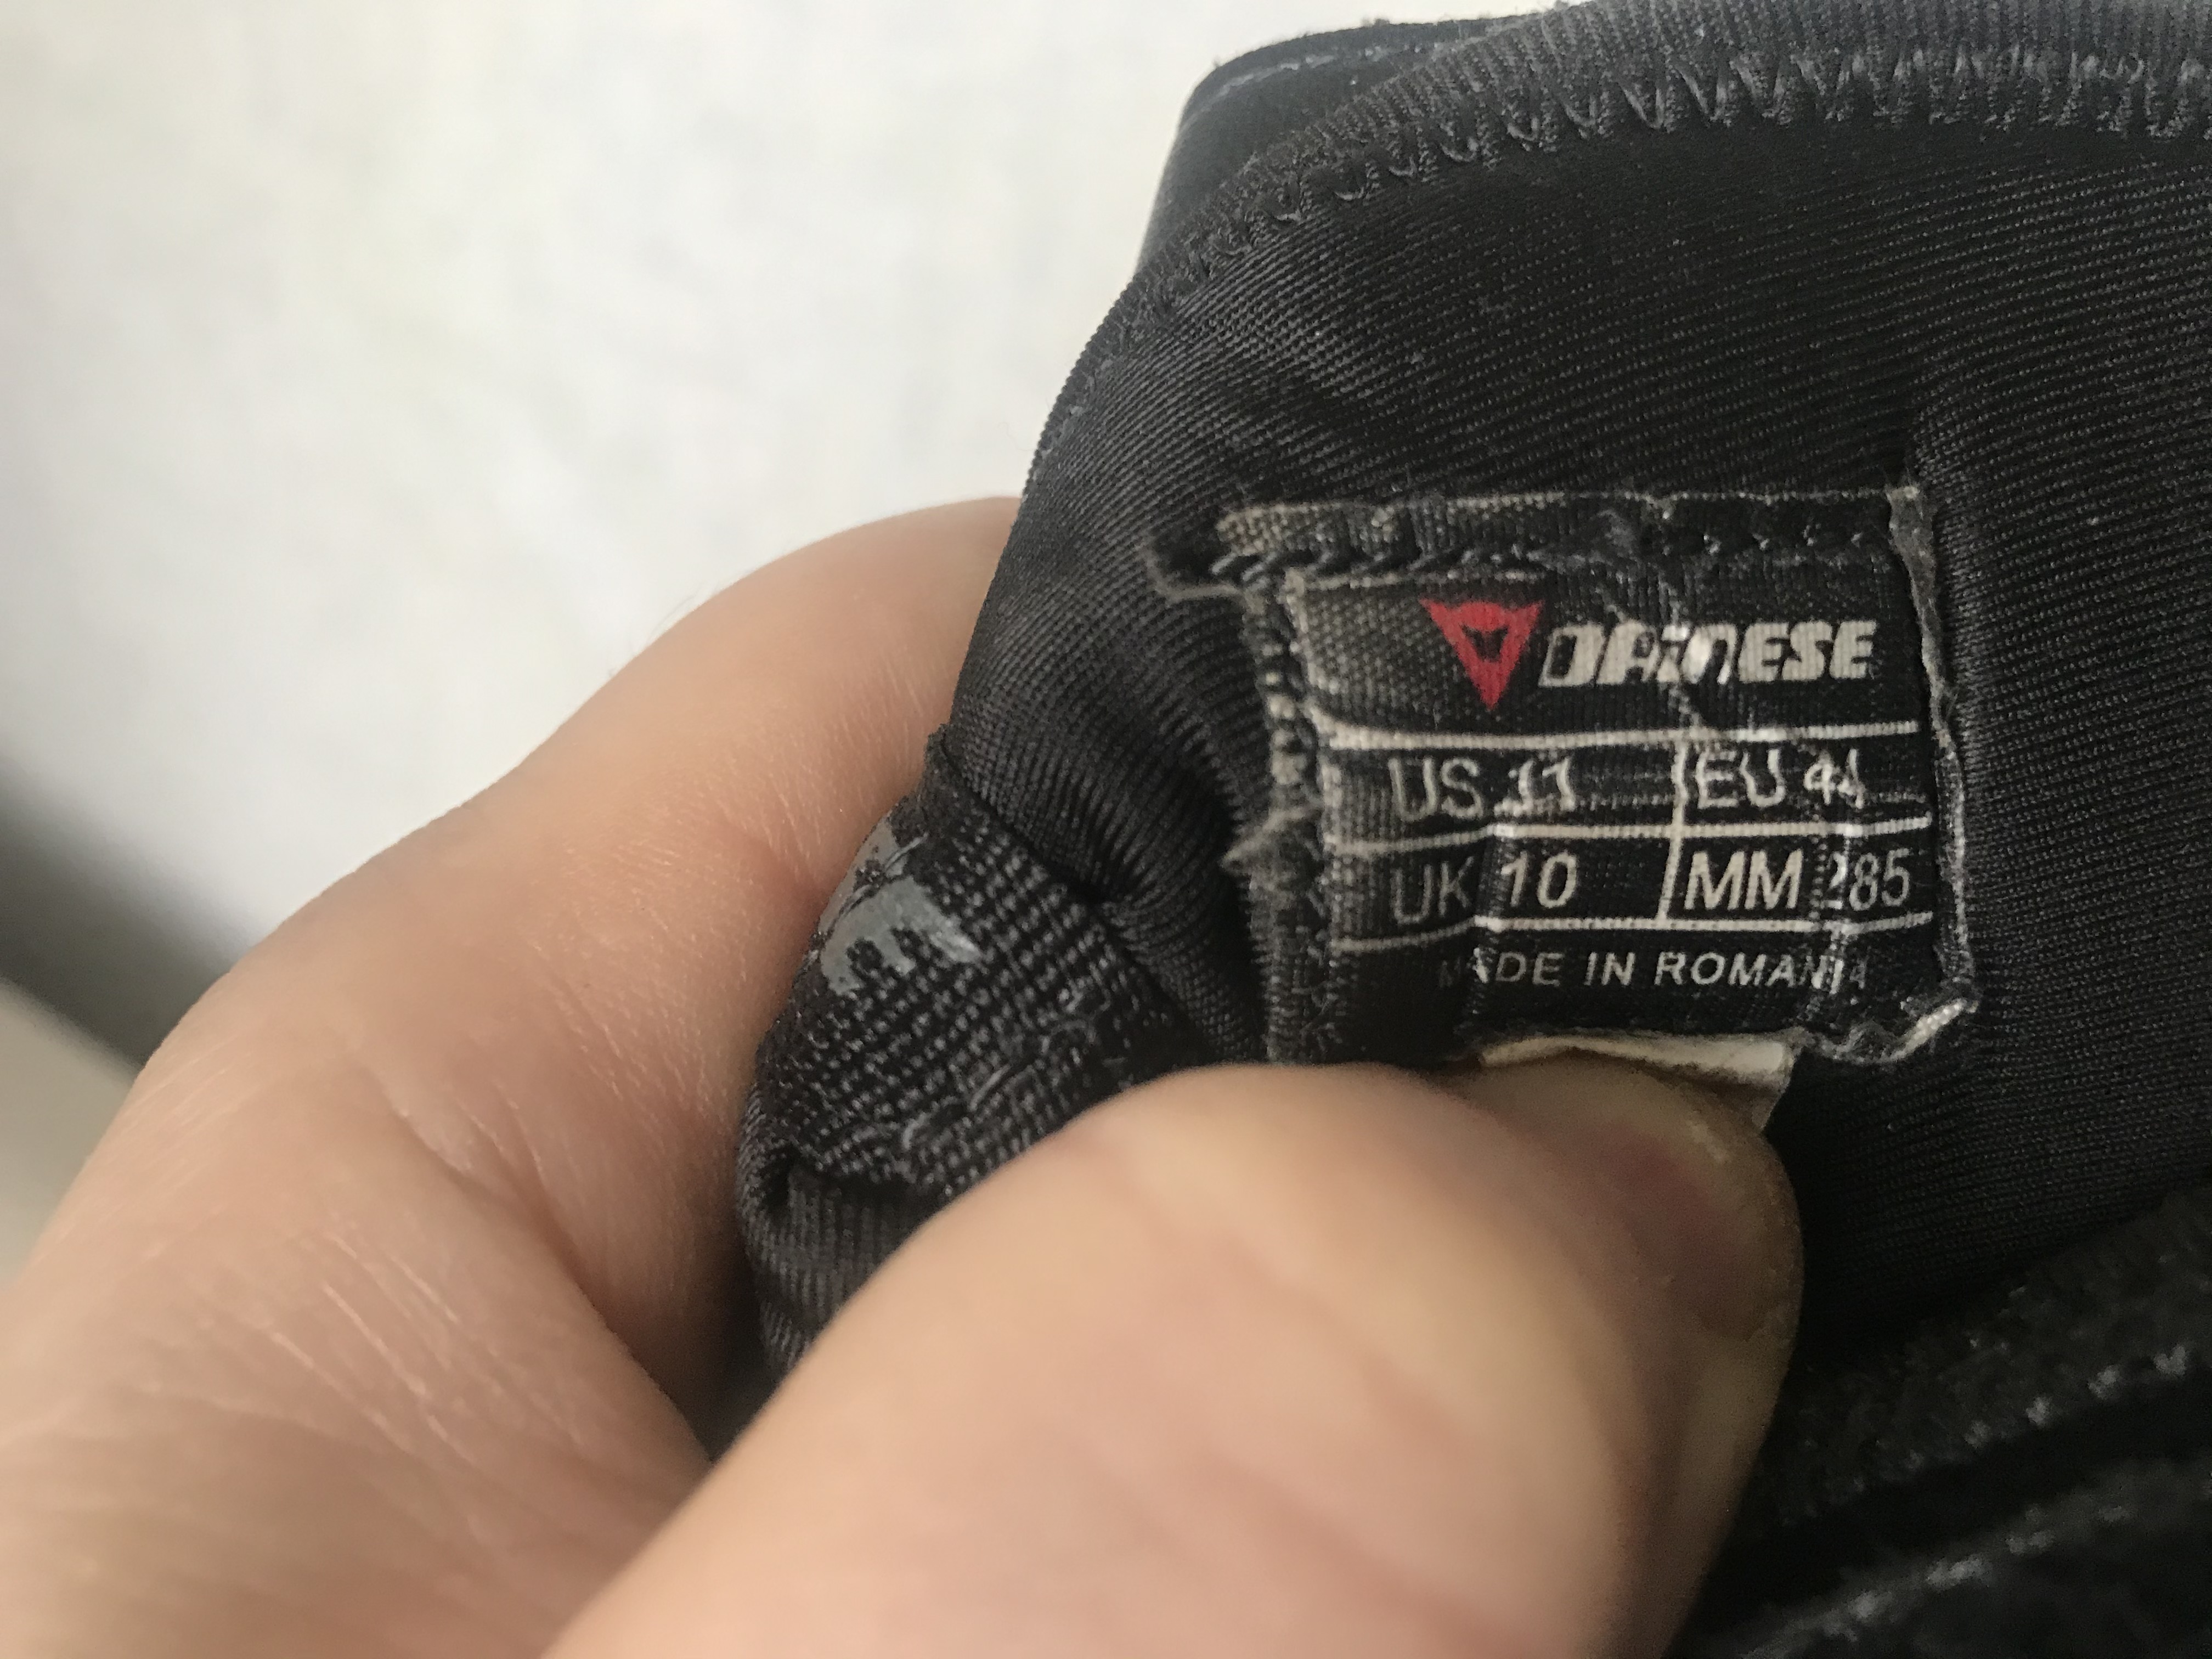 DAINESE
US 11 EU 44
UK 10 MM 285
MADE IN ROMANIA